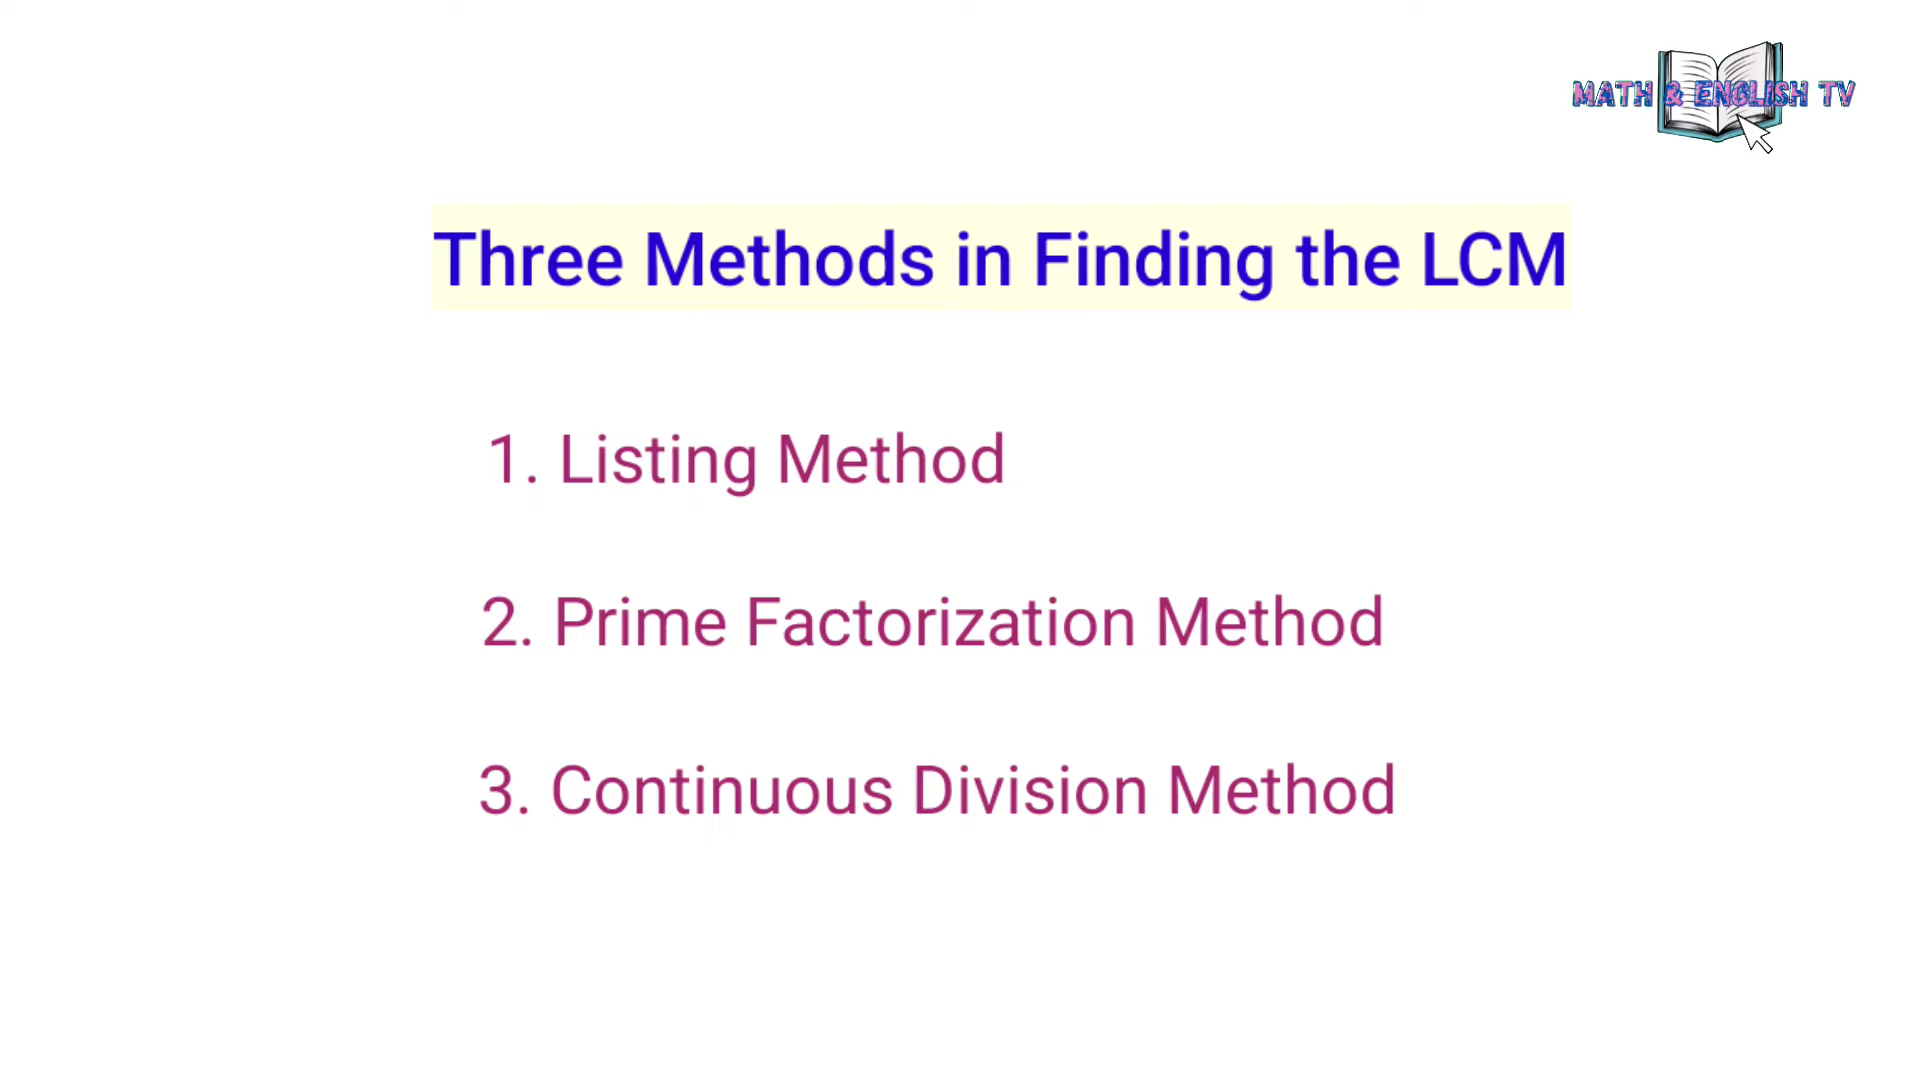 MATH & ENGLISH TV
Three Methods in Finding the LCM
1. Listing Method
2. Prime Factorization Method
3. Continuous Division Method